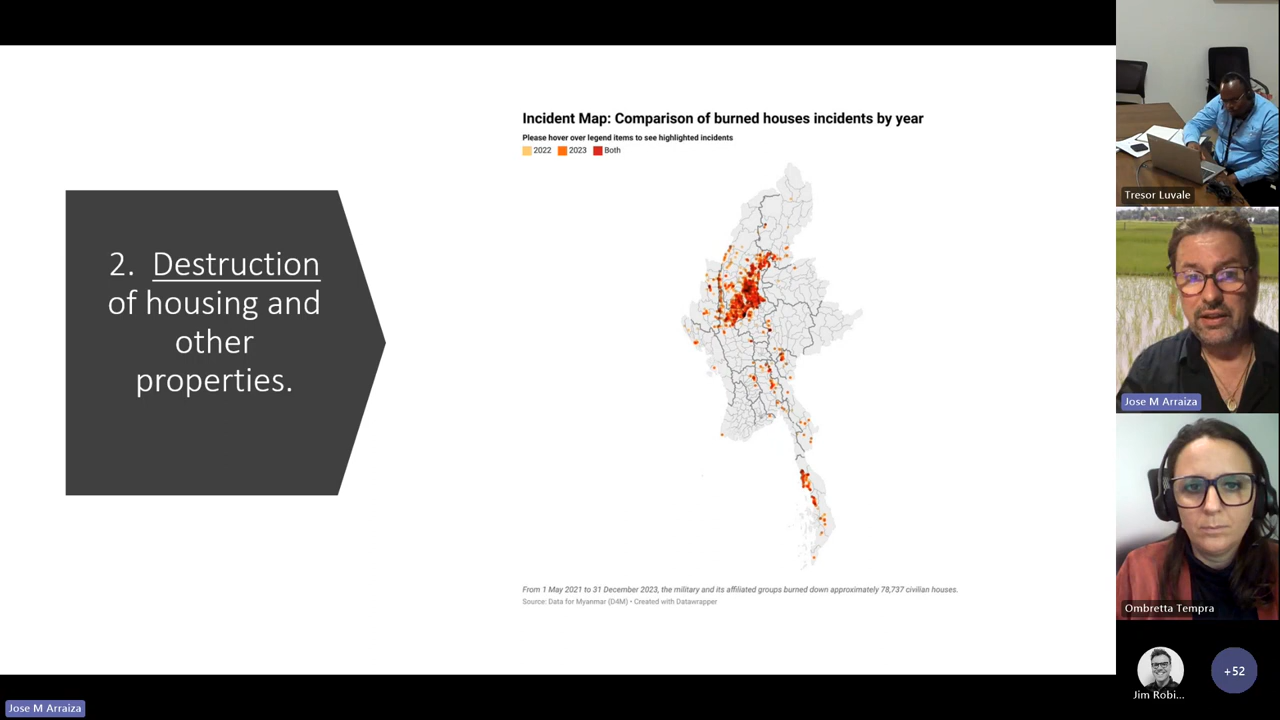 2. Destruction
of housing and
other
properties.
Incident Map: Comparison of burned houses incidents by year
Please hover over legend items to see highlighted incidents
2022 2023 Both
From 1 May 2021 to 31 December 2023, the military and its affiliated groups burned down approximately 78,737 civilian houses.
Source: Data for Myanmar (D4M) • Created with Datawrapper
Tresor Luvale
Jose M Arraiza
Ombretta Tempra
Jim Robi...
+52
Jose M Arraiza